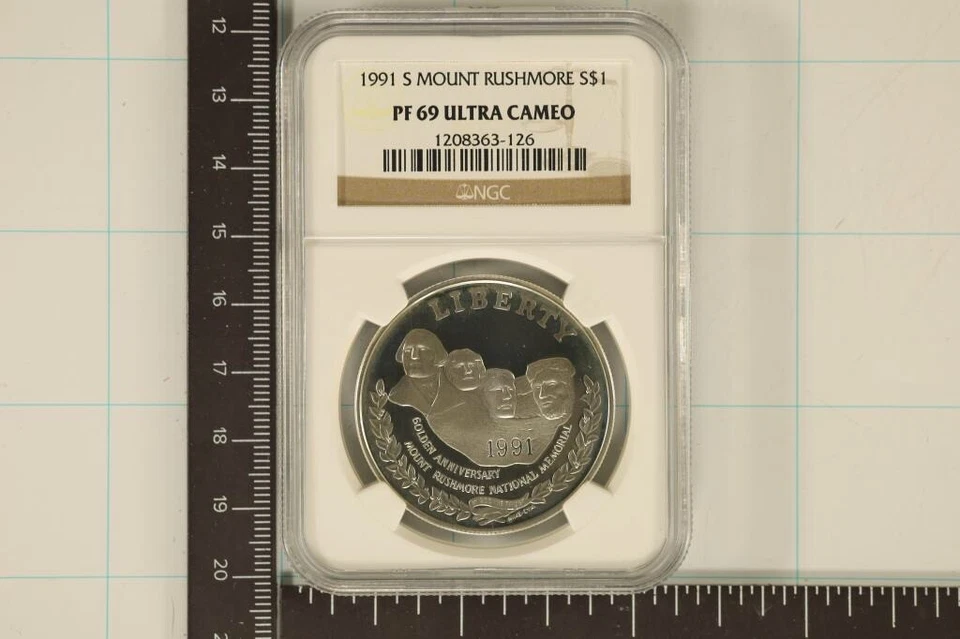 1991 S MOUNT RUSHMORE S$1
PF 69 ULTRA CAMEO
1208363-126
NGC
LIBERTY
1991
GOLDEN ANNIVERSARY
MOUNT RUSHMORE NATIONAL MEMORIAL
12
13
14
15
16
17
18
19
20